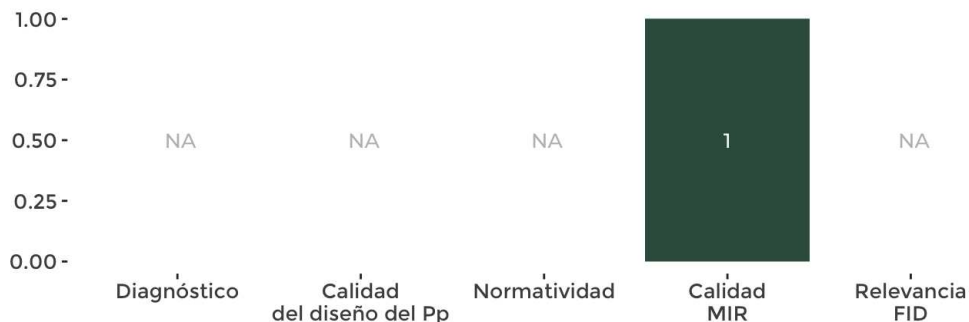 1.00
0.75
0.50
0.25
0.00
NA
NA
NA
1
NA
Diagnóstico
Calidad
del diseño del Pp
Normatividad
Calidad
MIR
Relevancia
FID